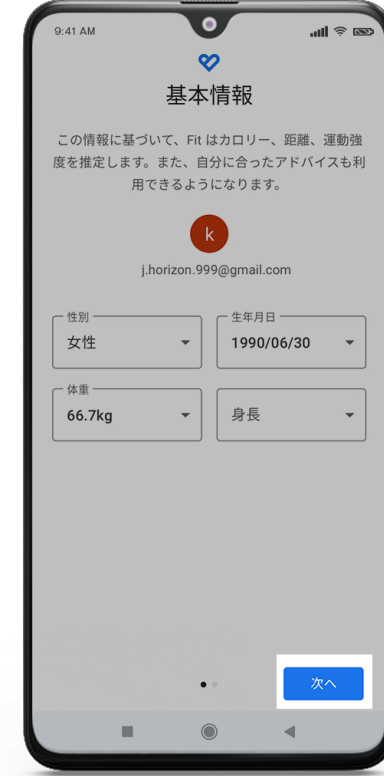 9:41 AM
基本情報
この情報に基づいて、Fit はカロリー、距離、運動強
度を推定します。また、自分に合ったアドバイスも利
用できるようになります。
k
j.horizon.999@gmail.com
性別
女性
生年月日
1990/06/30
体重
66.7kg
身長
次へ